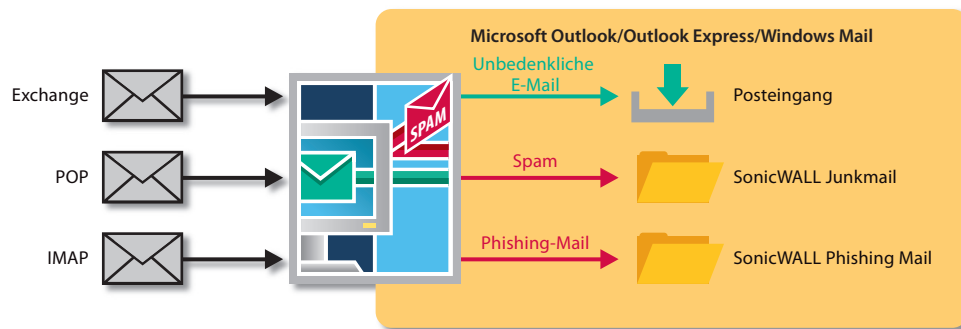 Microsoft Outlook/Outlook Express/Windows Mail
Exchange
SPAM
Unbedenkliche
E-Mail
Posteingang
POP
Spam
SonicWALL Junkmail
IMAP
Phishing-Mail
SonicWALL Phishing Mail